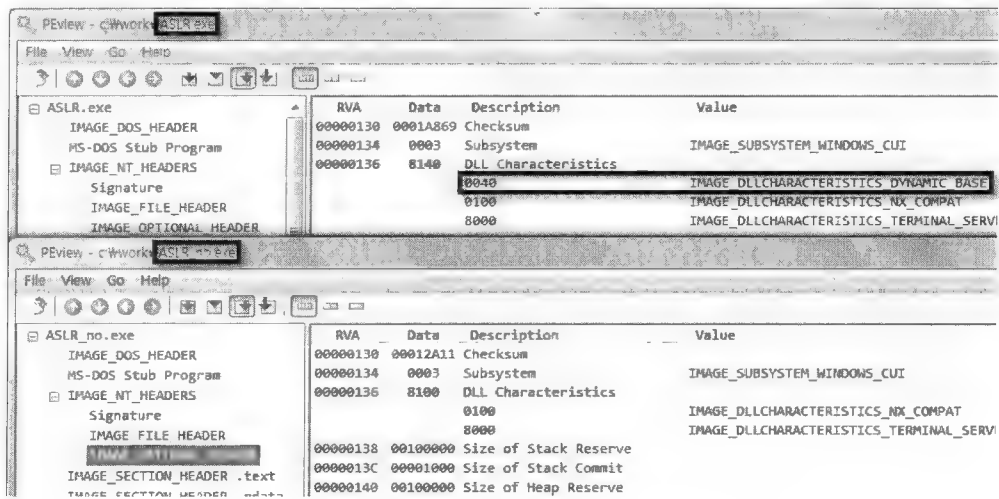 PEview - c:\work\ASLR.exe
File View Go Help
ASLR.exe
IMAGE_DOS_HEADER
MS-DOS Stub Program
IMAGE_NT_HEADERS
Signature
IMAGE_FILE_HEADER
IMAGE_OPTIONAL_HEADER
RVA Data Description Value
00000130 0001A869 Checksum
00000134 0003 Subsystem IMAGE_SUBSYSTEM_WINDOWS_CUI
00000136 8140 DLL Characteristics
0040 IMAGE_DLLCHARACTERISTICS_DYNAMIC_BASE
0100 IMAGE_DLLCHARACTERISTICS_NX_COMPAT
8000 IMAGE_DLLCHARACTERISTICS_TERMINAL_SERV
PEview - c:\work\ASLR_no.exe
File View Go Help
ASLR_no.exe
IMAGE_DOS_HEADER
MS-DOS Stub Program
IMAGE_NT_HEADERS
Signature
IMAGE_FILE_HEADER
IMAGE_SECTION_HEADER .text
IMAGE_SECTION_HEADER .rdata
RVA Data Description Value
00000130 00012A11 Checksum
00000134 0003 Subsystem IMAGE_SUBSYSTEM_WINDOWS_CUI
00000136 8100 DLL Characteristics
0100 IMAGE_DLLCHARACTERISTICS_NX_COMPAT
8000 IMAGE_DLLCHARACTERISTICS_TERMINAL_SERV
00000138 00100000 Size of Stack Reserve
0000013C 00001000 Size of Stack Commit
00000140 00100000 Size of Heap Reserve